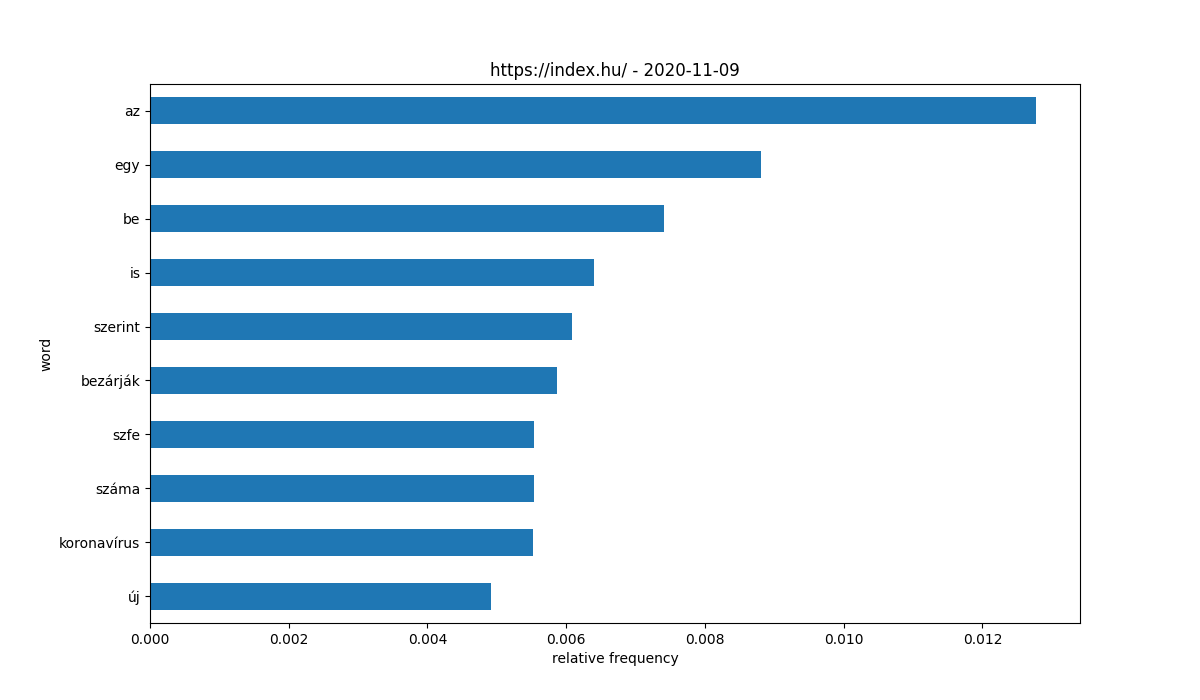 https://index.hu/ - 2020-11-09
az
egy
be
is
szerint
bezárják
szfe
száma
koronavírus
új
word
0.000 0.002 0.004 0.006 0.008 0.010 0.012
relative frequency